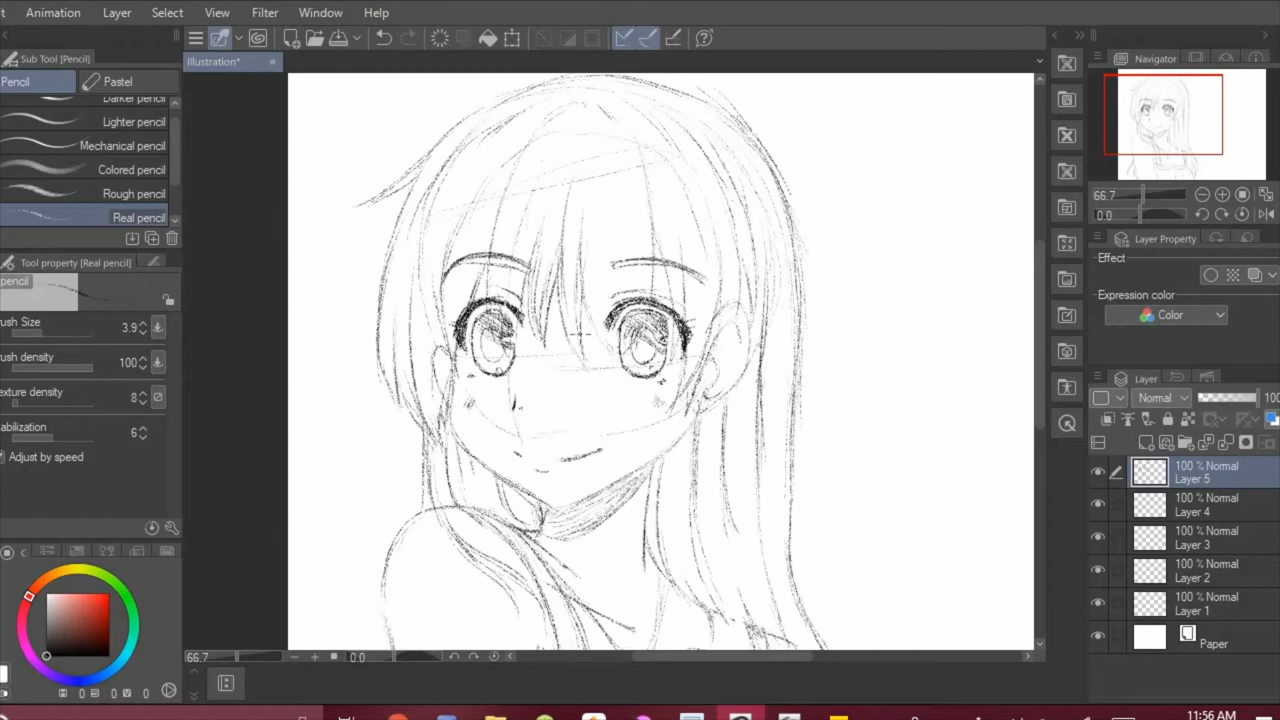 t Animation Layer Select View Filter Window Help
Sub Tool [Pencil]
Pencil Pastel
Darker pencil
Lighter pencil
Mechanical pencil
Colored pencil
Rough pencil
Real pencil
Tool property [Real pencil]
pencil
ush Size 3.9
ush density 100
exture density 8
abilization 6
Adjust by speed
C
H 0 S 0 V 0
Illustration*
66.7 0.0
Navigator
66.7
0.0
Layer Property
Effect
Expression color
Color
Layer
Normal 100
100 % Normal
Layer 5
100 % Normal
Layer 4
100 % Normal
Layer 3
100 % Normal
Layer 2
100 % Normal
Layer 1
Paper
11:56 AM